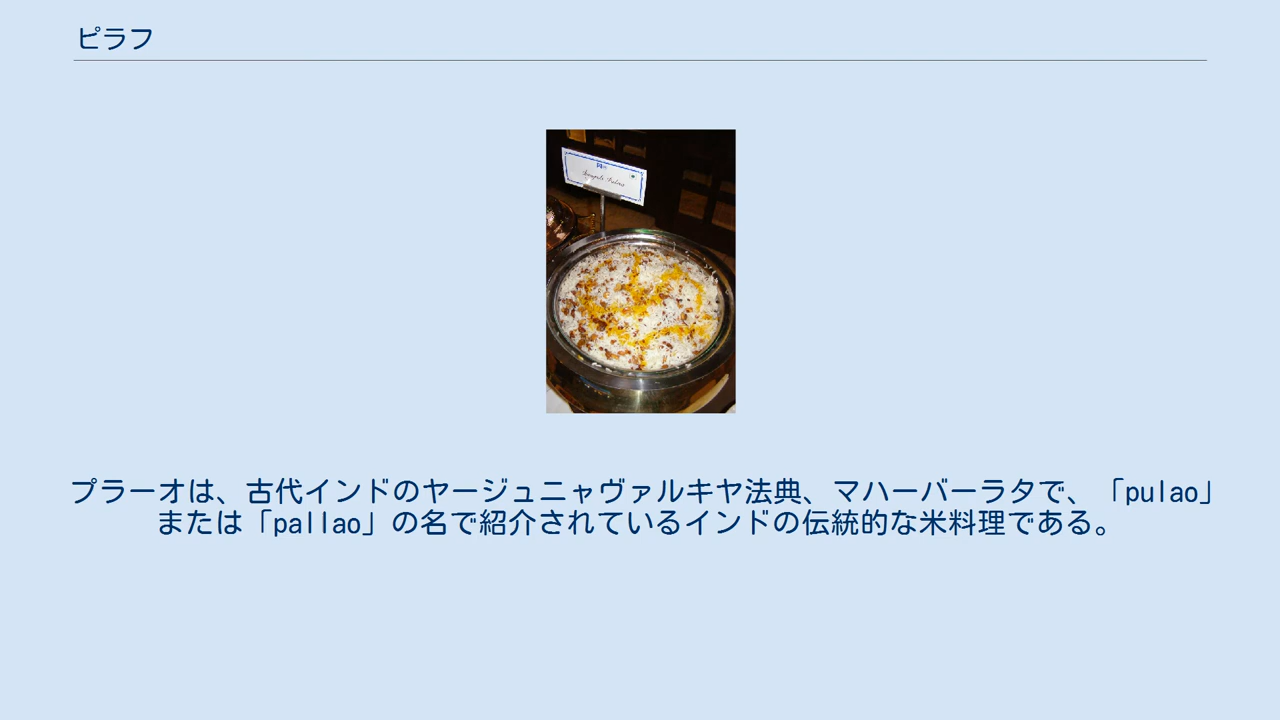 ピラフ
プラーオは、古代インドのヤージュニャヴァルキヤ法典、マハーバーラタで、「pulao」
または「pallao」の名で紹介されているインドの伝統的な米料理である。